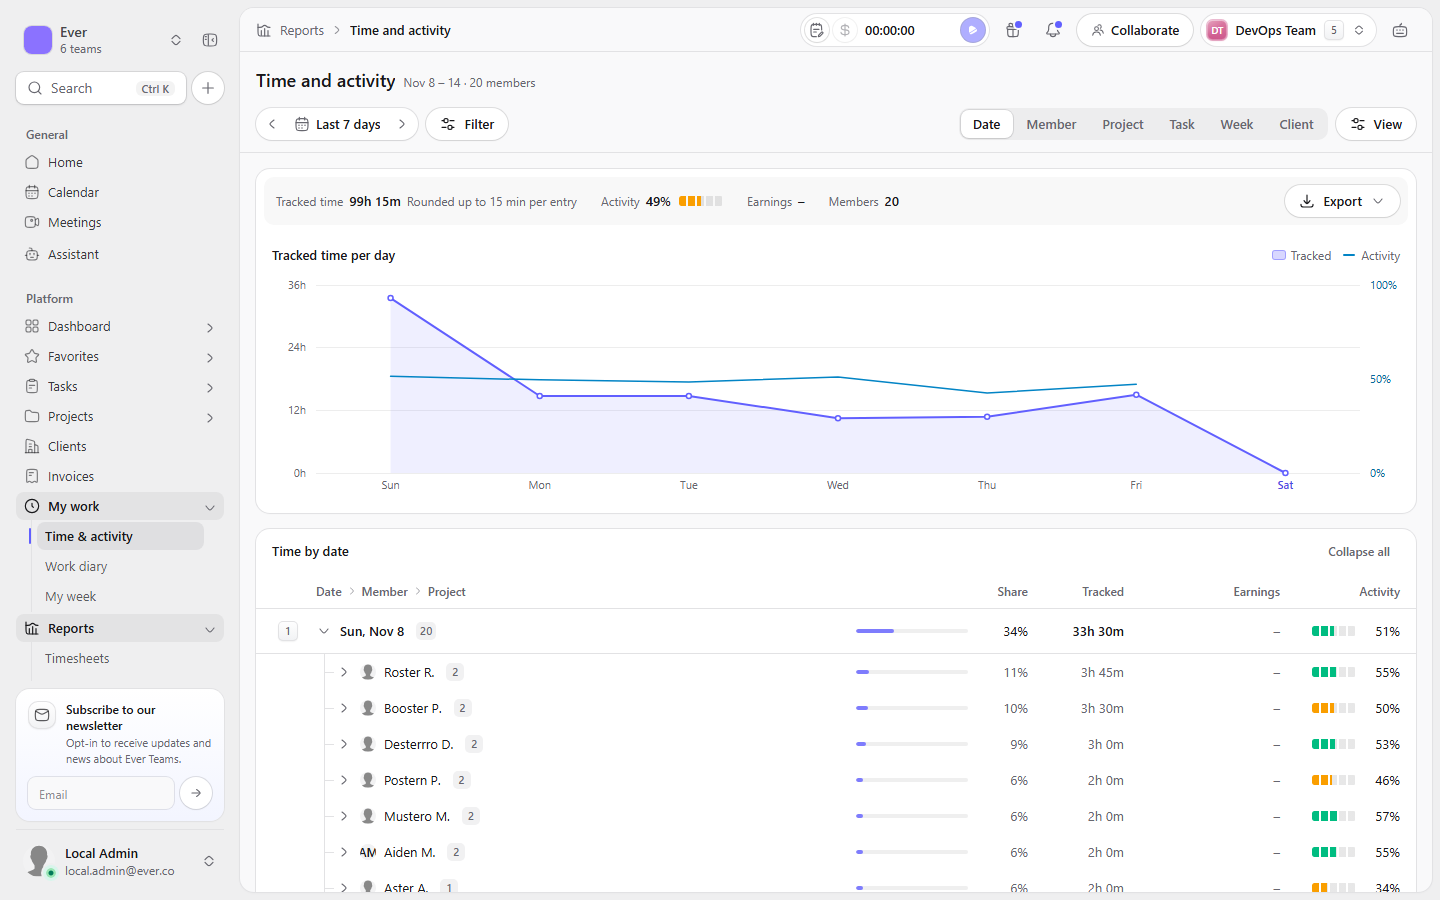 Ever
6 teams
Search
Ctrl K
General
Home
Calendar
Meetings
Assistant
Platform
Dashboard
Favorites
Tasks
Projects
Clients
Invoices
My work
Time & activity
Work diary
My week
Reports
Timesheets
Subscribe to our newsletter
Opt-in to receive updates and news about Ever Teams.
Email
Local Admin
local.admin@ever.co
Reports > Time and activity
00:00:00
Collaborate
DT DevOps Team 5
Time and activity Nov 8 – 14 · 20 members
Last 7 days
Filter
Date Member Project Task Week Client
View
Tracked time 99h 15m Rounded up to 15 min per entry Activity 49% Earnings – Members 20
Export
Tracked time per day
Tracked Activity
36h 100%
24h
50%
12h
0h 0%
Sun Mon Tue Wed Thu Fri Sat
Time by date
Collapse all
Date > Member > Project Share Tracked Earnings Activity
1 Sun, Nov 8 20 34% 33h 30m – 51%
Roster R. 2 11% 3h 45m – 55%
Booster P. 2 10% 3h 30m – 50%
Desterrro D. 2 9% 3h 0m – 53%
Postern P. 2 6% 2h 0m – 46%
Mustero M. 2 6% 2h 0m – 57%
AM Aiden M. 2 6% 2h 0m – 55%
Aster A. 1 6% 2h 0m – 34%